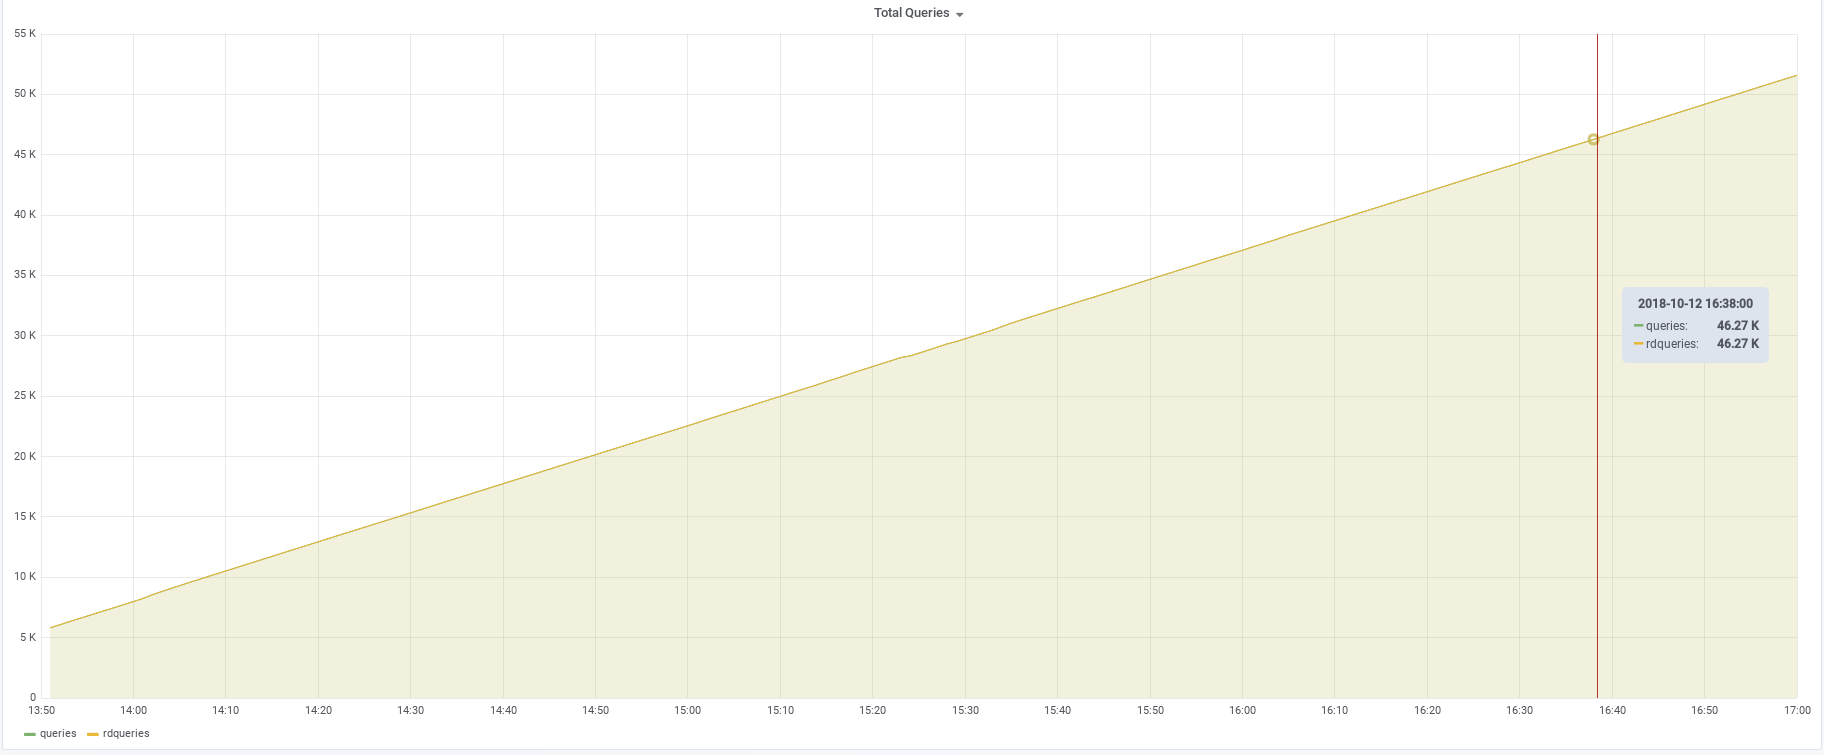 Total Queries
55 K
50 K
45 K
40 K
35 K
30 K
25 K
20 K
15 K
10 K
5 K
0
2018-10-12 16:38:00
queries: 46.27 K
rdqueries: 46.27 K
13:50 14:00 14:10 14:20 14:30 14:40 14:50 15:00 15:10 15:20 15:30 15:40 15:50 16:00 16:10 16:20 16:30 16:40 16:50 17:00
queries rdqueries